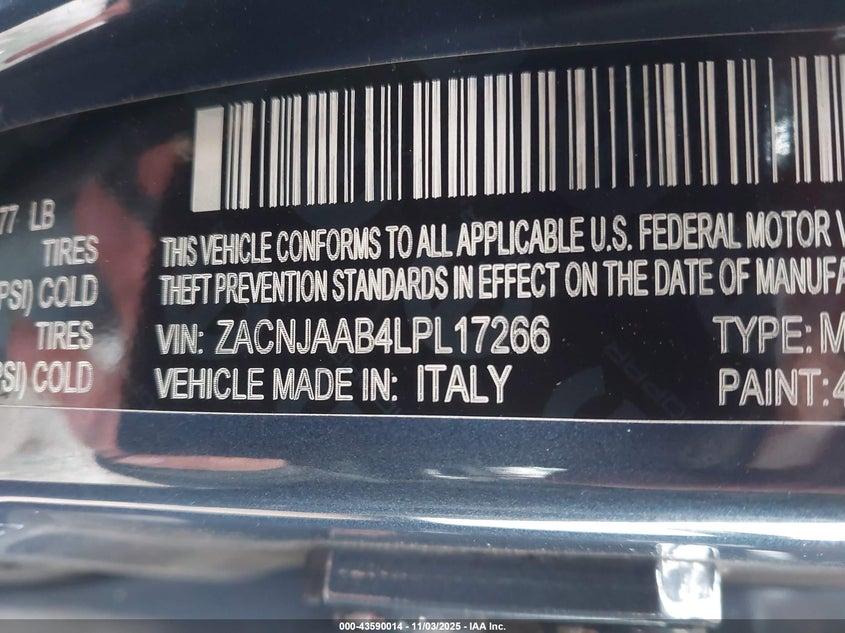 77 LB
TIRES
PSI) COLD
TIRES
PSI) COLD
THIS VEHICLE CONFORMS TO ALL APPLICABLE U.S. FEDERAL MOTOR V
THEFT PREVENTION STANDARDS IN EFFECT ON THE DATE OF MANUFA
VIN: ZACNJAAB4LPL17266
TYPE: M
VEHICLE MADE IN: ITALY
PAINT: 4
MOPAR
000-43590014 - 11/03/2025 - IAA Inc.